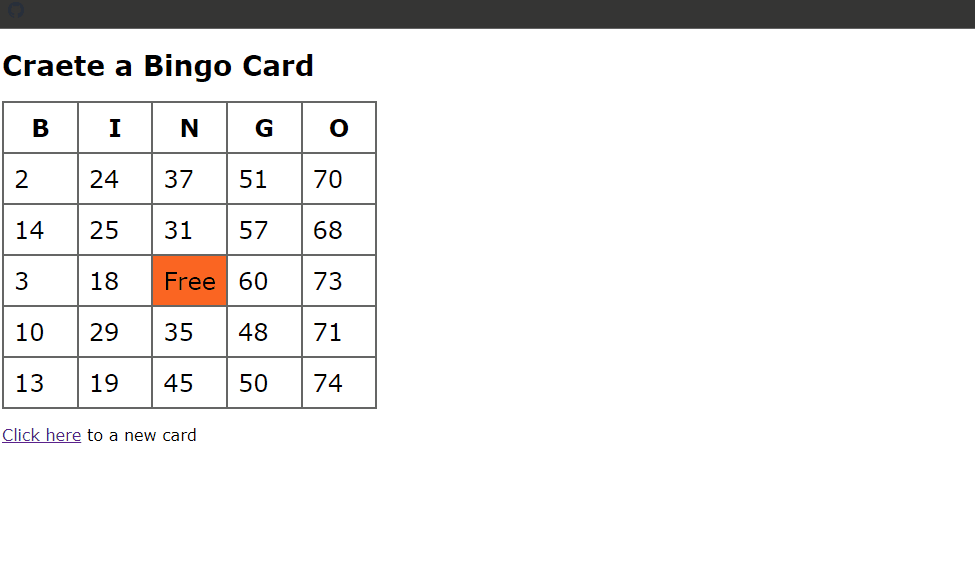 Craete a Bingo Card
B I N G O
2 24 37 51 70
14 25 31 57 68
3 18 Free 60 73
10 29 35 48 71
13 19 45 50 74
Click here to a new card